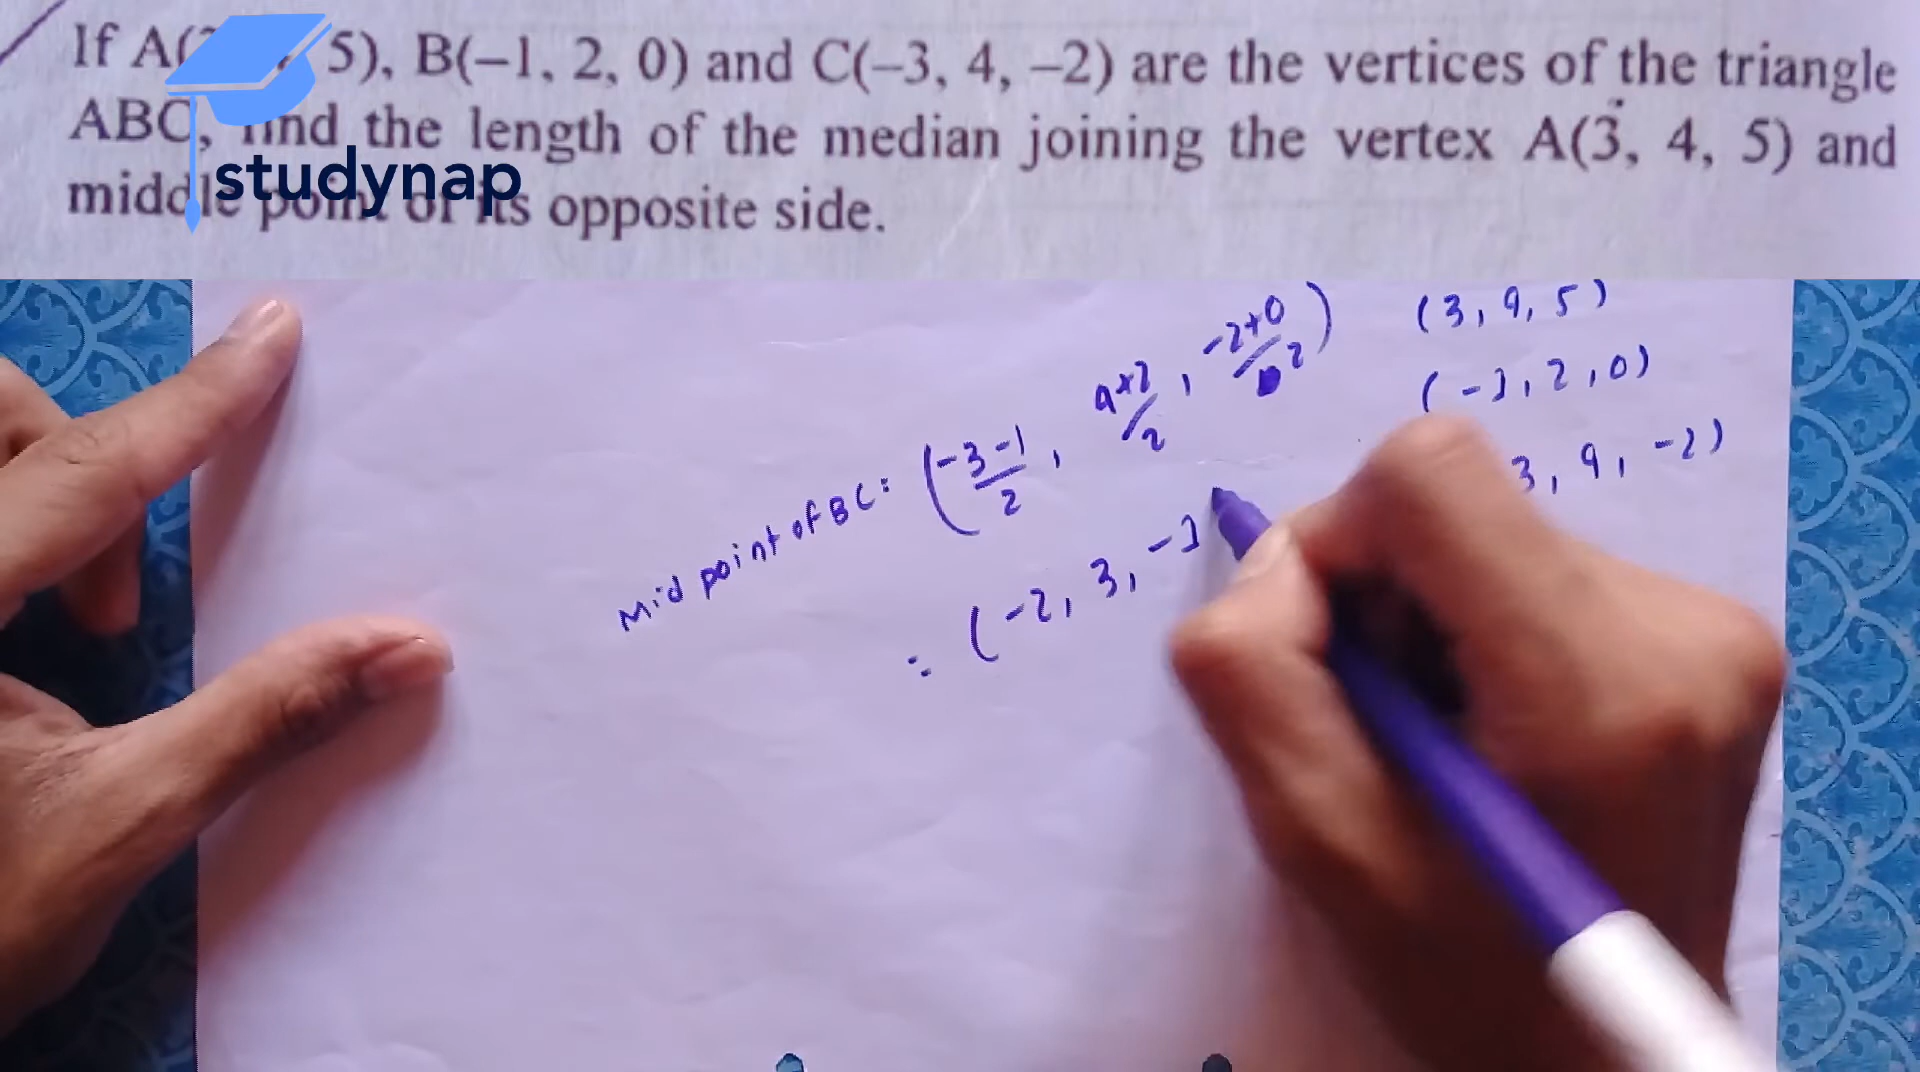 If A( 5), B(–1, 2, 0) and C(–3, 4, –2) are the vertices of the triangle
ABC, find the length of the median joining the vertex A(3, 4, 5) and
middle point of its opposite side.
studynap
(3, 4, 5)
(-1, 2, 0)
3, 4, -2)
Mid point of BC = (-3-1/2, 4+2/2, -2+0/2)
= (-2, 3, -1